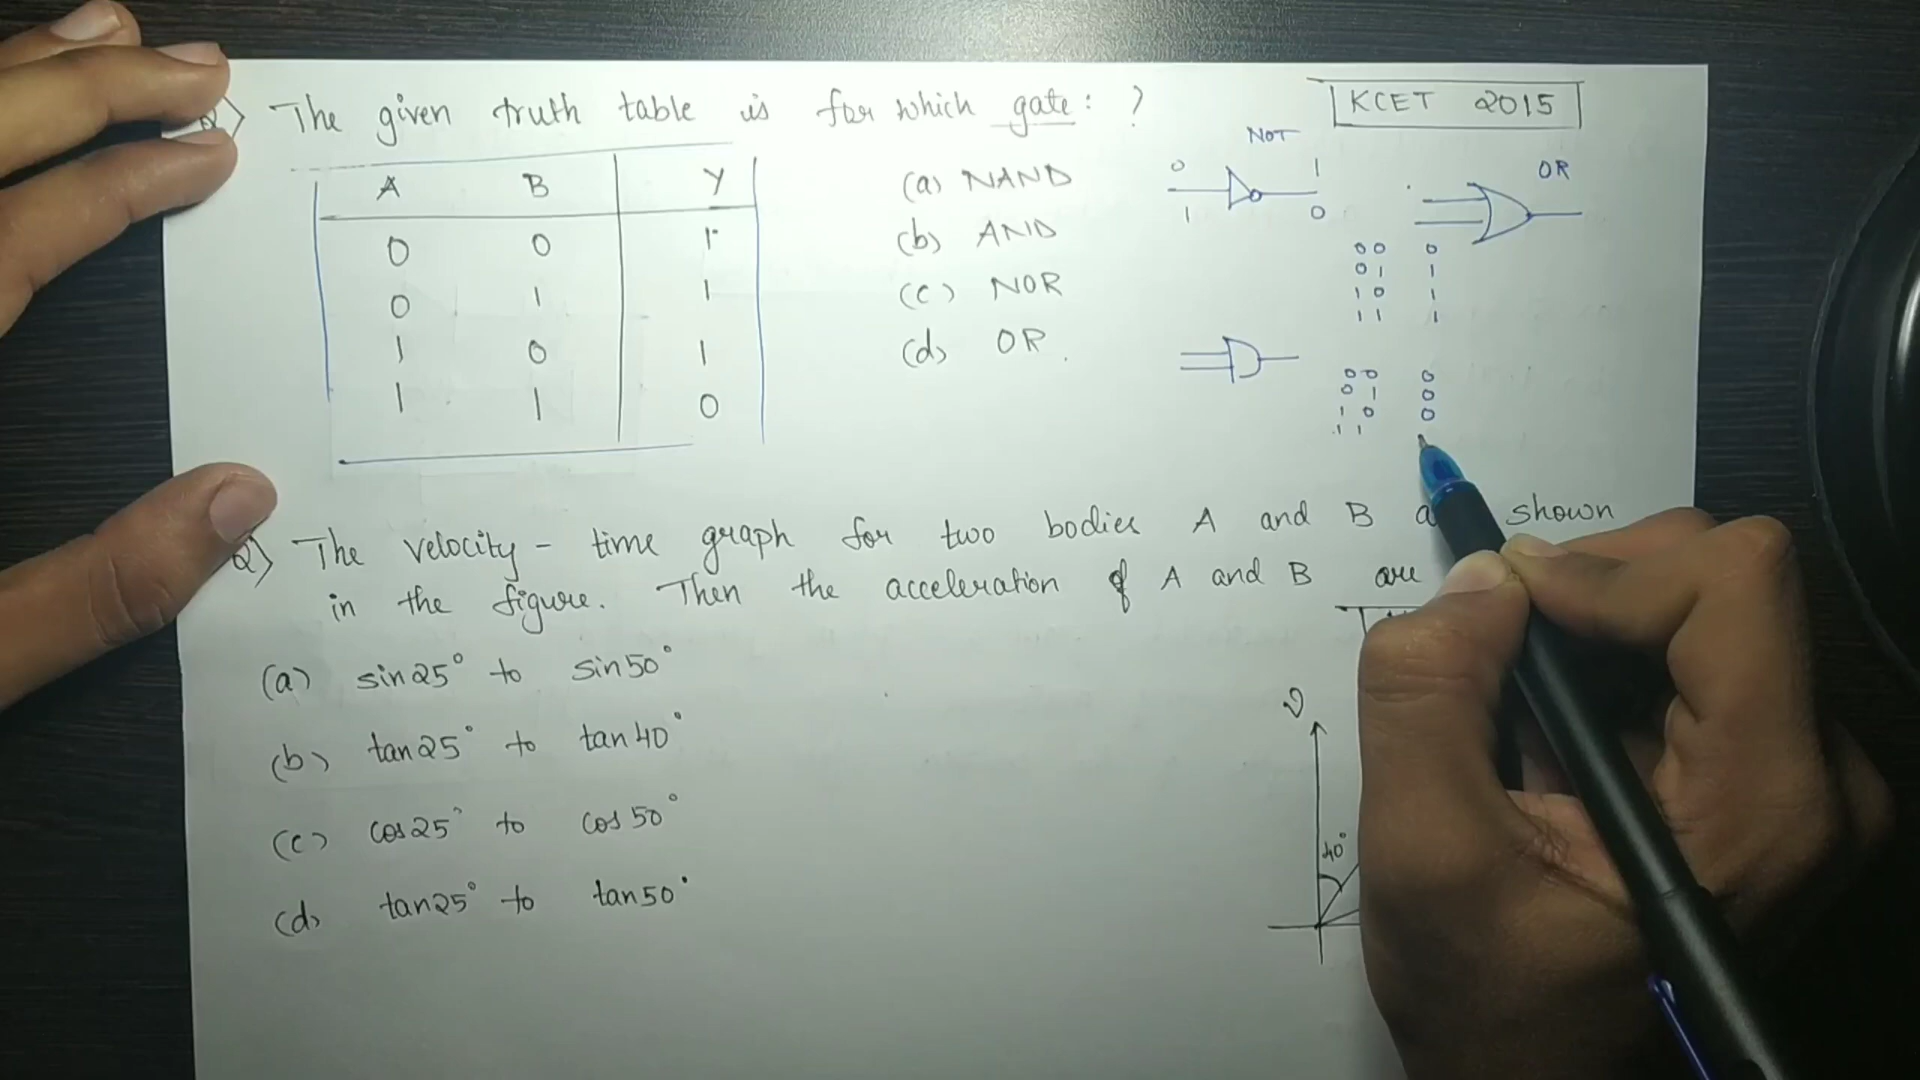 Q) The given truth table is for which gate: ?
KCET 2015
A B Y
0 0 1
0 1 1
1 0 1
1 1 0
(a) NAND
(b) AND
(c) NOR
(d) OR.
NOT
0 1
1 0
OR
00 0
01 1
10 1
11 1
00 0
01 0
10 0
11
Q) The velocity - time graph for two bodies A and B shown
in the figure. Then the acceleration of A and B are
(a) sin25° to sin50°
(b) tan25° to tan40°
(c) cos25° to cos50°
(d) tan25° to tan50°
40°